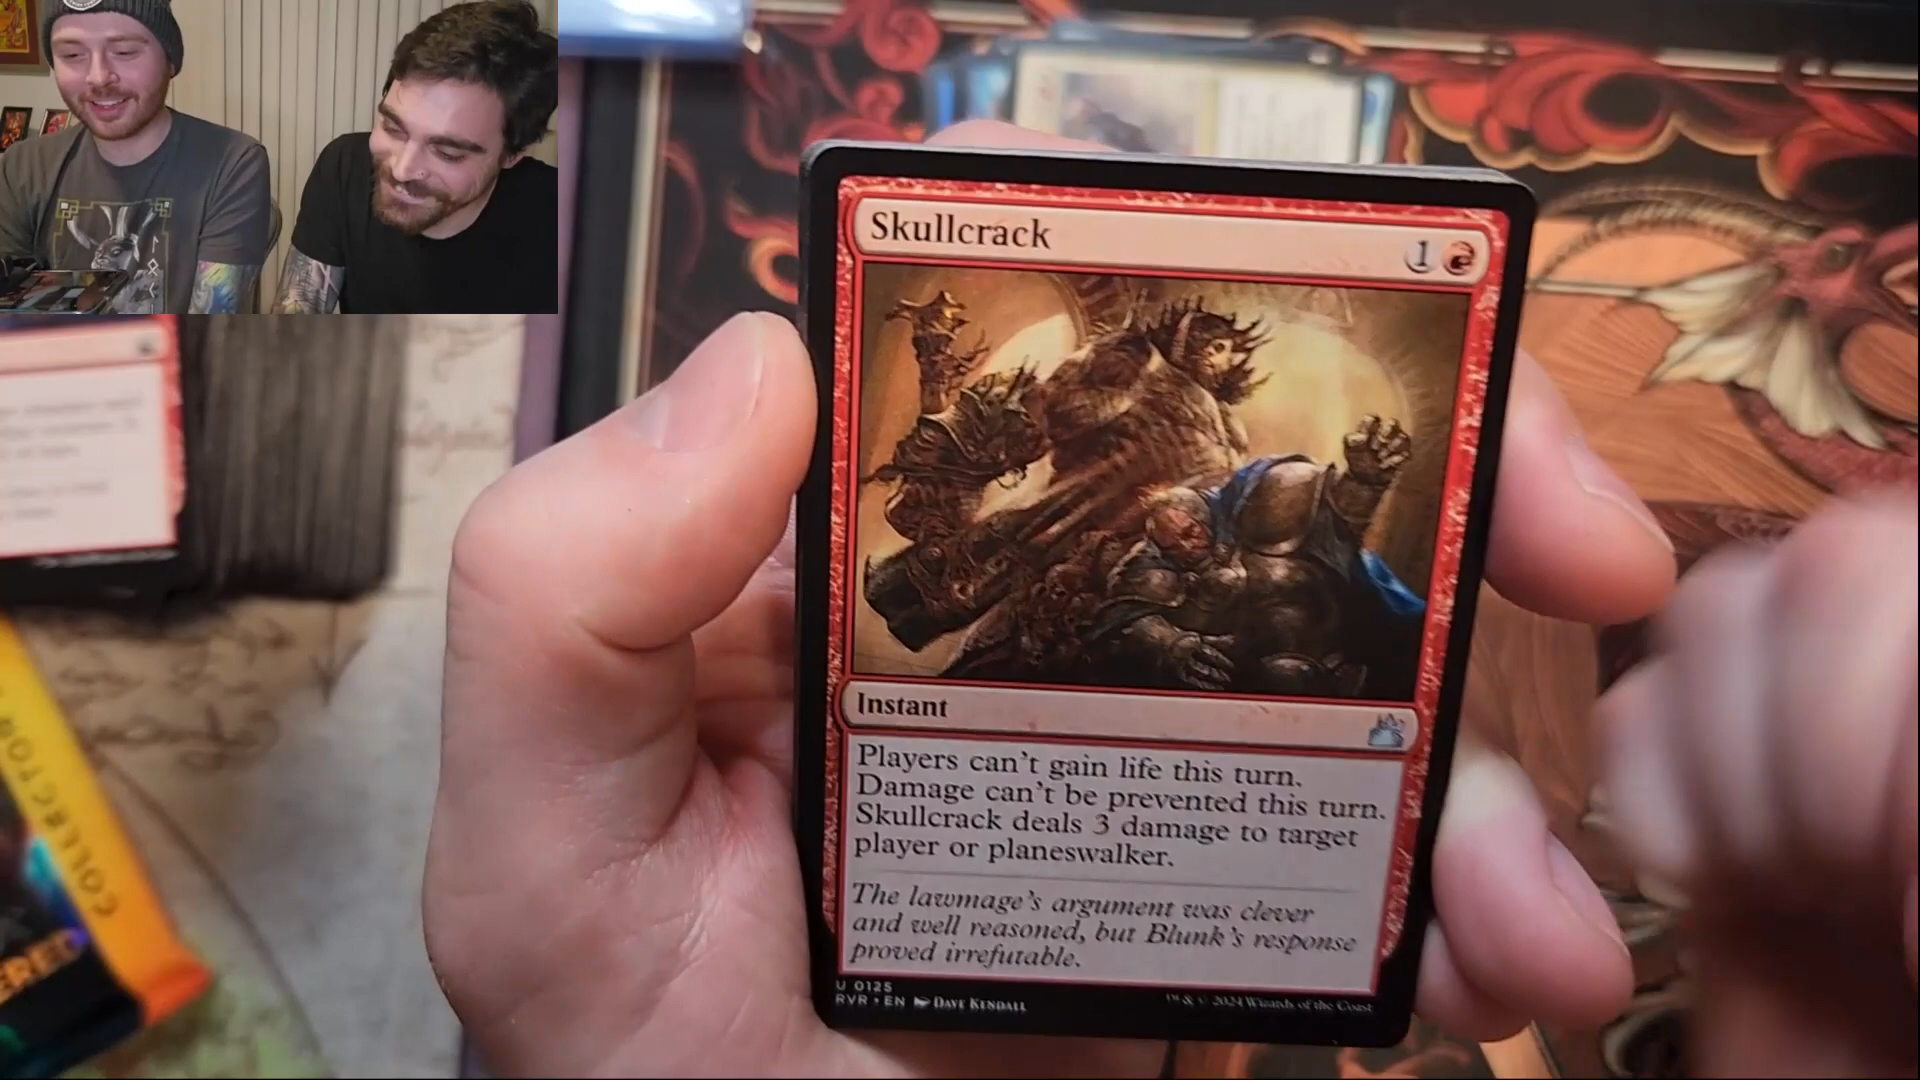 Skullcrack
1
Instant
Players can't gain life this turn.
Damage can't be prevented this turn.
Skullcrack deals 3 damage to target
player or planeswalker.
The lawmage's argument was clever
and well reasoned, but Blunk's response
proved irrefutable.
U 0125
RVR • EN DAVE KENDALL
™ & © 2024 Wizards of the Coast
COLLECTOR